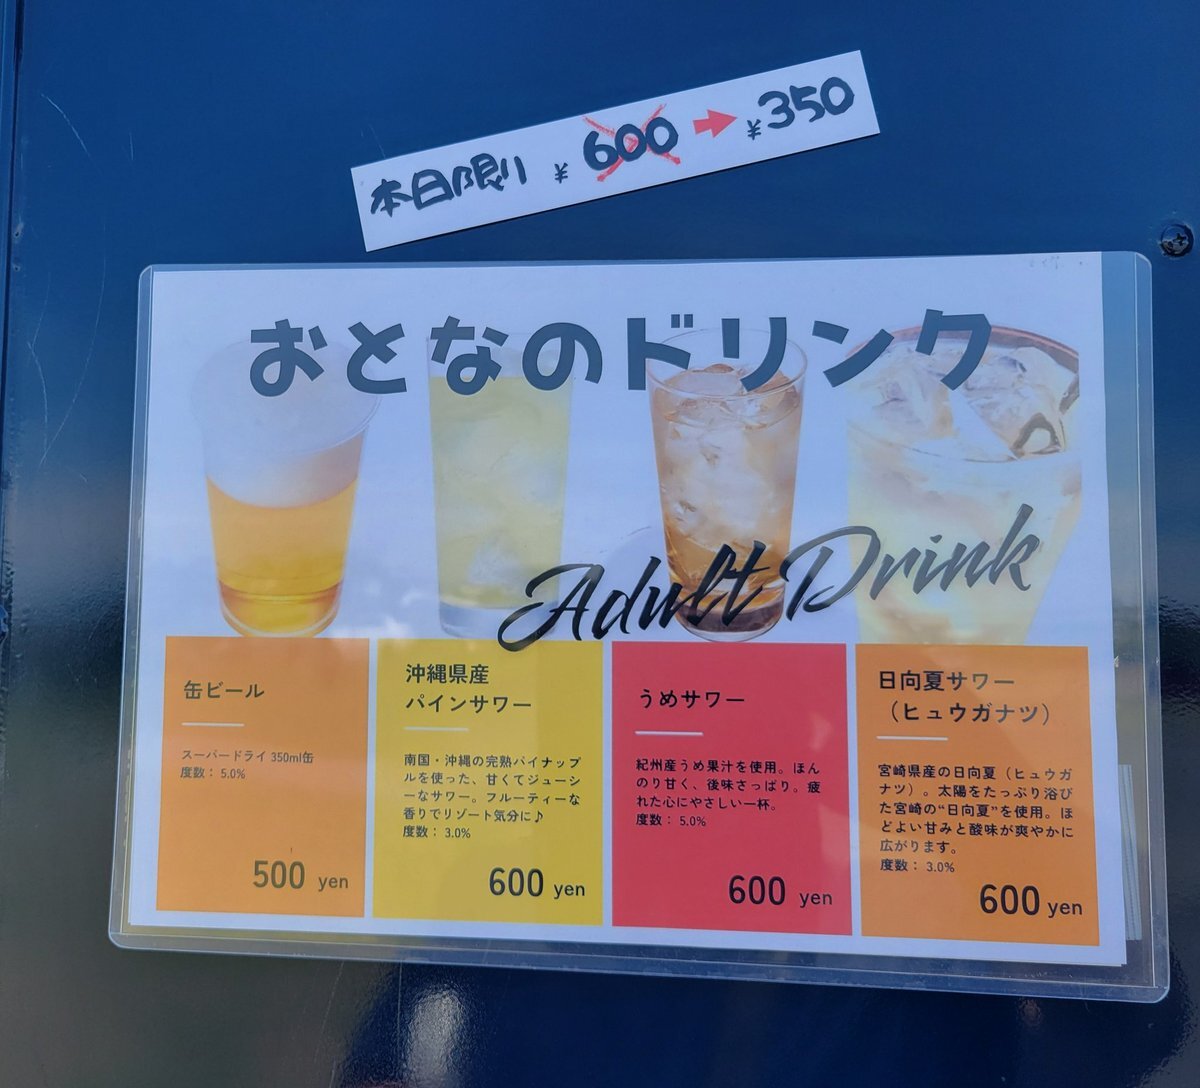 本日限り ¥600 → ¥350
おとなのドリンク
Adult Drink
缶ビール
スーパードライ 350ml缶
度数： 5.0%
500 yen
沖縄県産
パインサワー
南国・沖縄の完熟パイナップ
ルを使った、甘くてジューシ
ーなサワー。フルーティーな
香りでリゾート気分に♪
度数： 3.0%
600 yen
うめサワー
紀州産うめ果汁を使用。ほん
のり甘く、後味さっぱり。疲
れた心にやさしい一杯。
度数： 5.0%
600 yen
日向夏サワー
（ヒュウガナツ）
宮崎県産の日向夏（ヒュウガ
ナツ）。太陽をたっぷり浴び
た宮崎の“日向夏”を使用。ほ
どよい甘みと酸味が爽やかに
広がります。
度数： 3.0%
600 yen